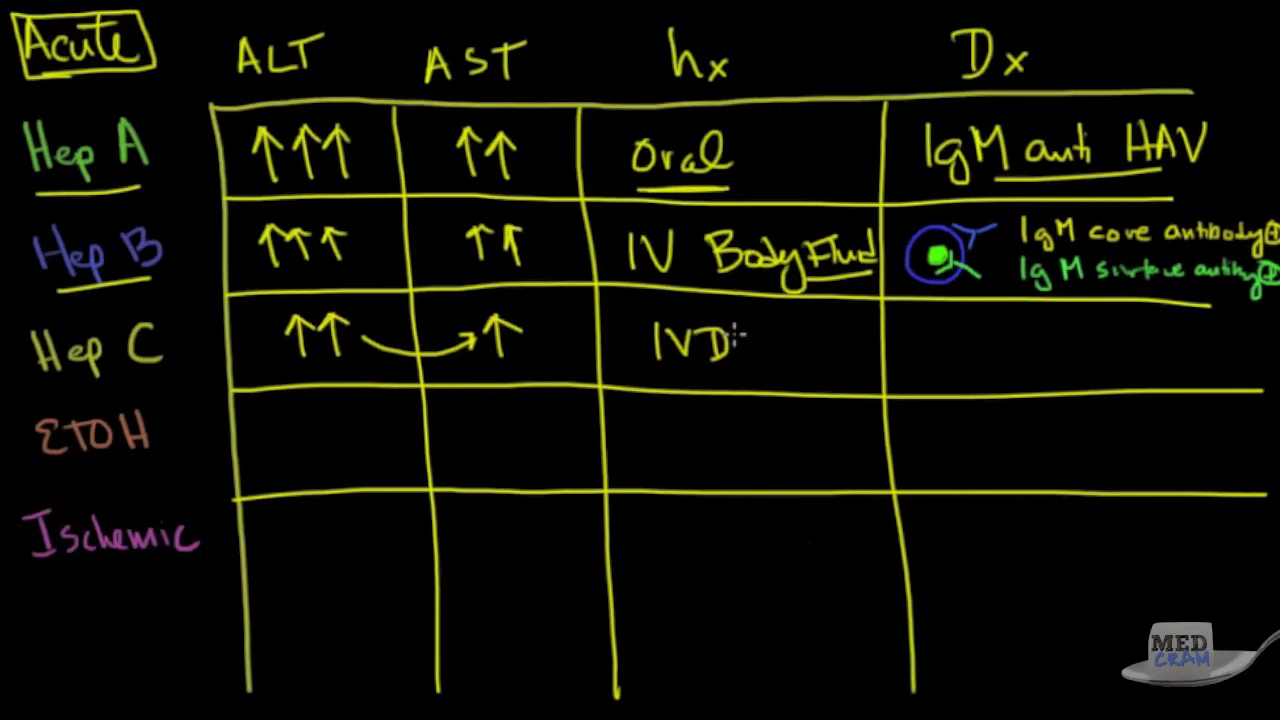 Acute ALT AST hx Dx
Hep A ↑↑↑ ↑↑ Oral IgM anti HAV
Hep B ↑↑↑ ↑↑ IV Body Fluid IgM core antibody +
IgM surface antibody +
Hep C ↑↑ → ↑ IVD
ETOH
Ischemic
MED
CRAM